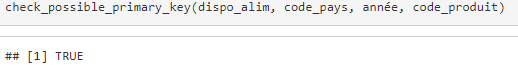 check_possible_primary_key(dispo_alim, code_pays, année, code_produit)
## [1] TRUE